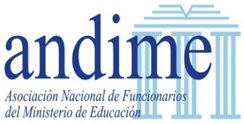 andime
Asociación Nacional de Funcionarios
del Ministerio de Educación